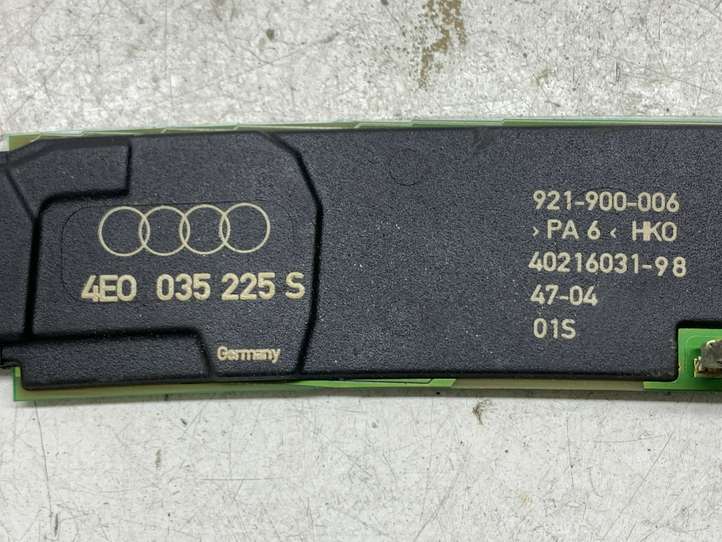 4E0 035 225 S
Germany
921-900-006
>PA 6< HKO
40216031-98
47-04
01S